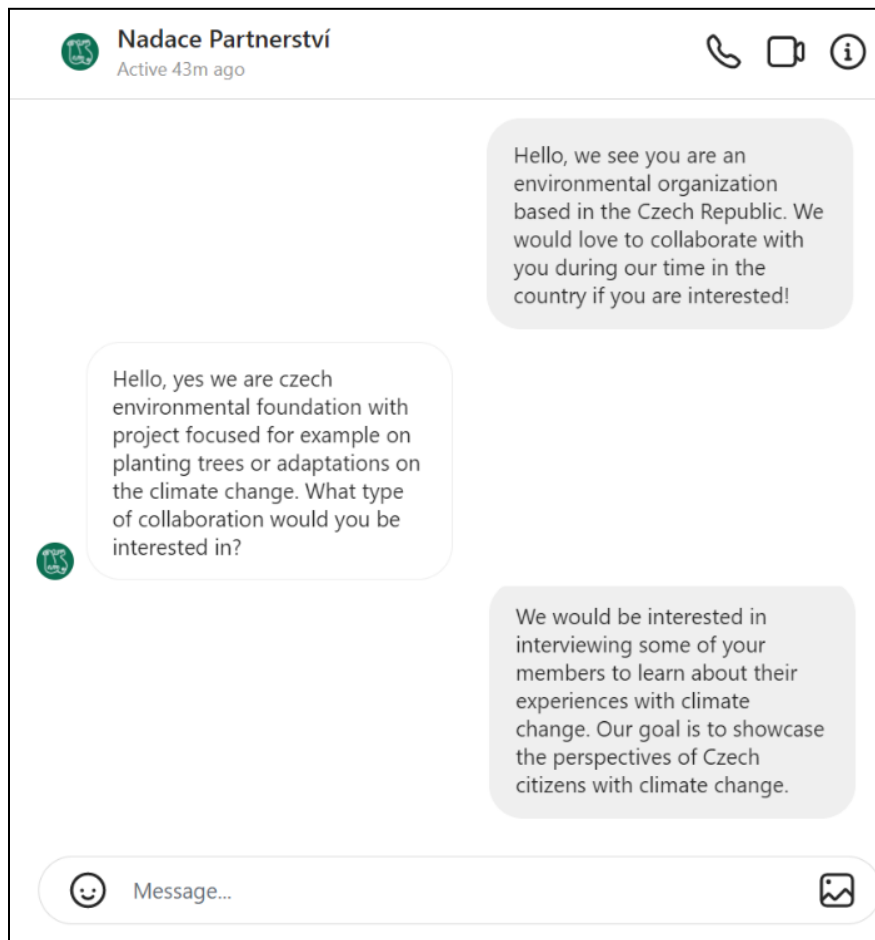 Nadace Partnerství
Active 43m ago
Hello, we see you are an
environmental organization
based in the Czech Republic. We
would love to collaborate with
you during our time in the
country if you are interested!
Hello, yes we are czech
environmental foundation with
project focused for example on
planting trees or adaptations on
the climate change. What type
of collaboration would you be
interested in?
We would be interested in
interviewing some of your
members to learn about their
experiences with climate
change. Our goal is to showcase
the perspectives of Czech
citizens with climate change.
Message...